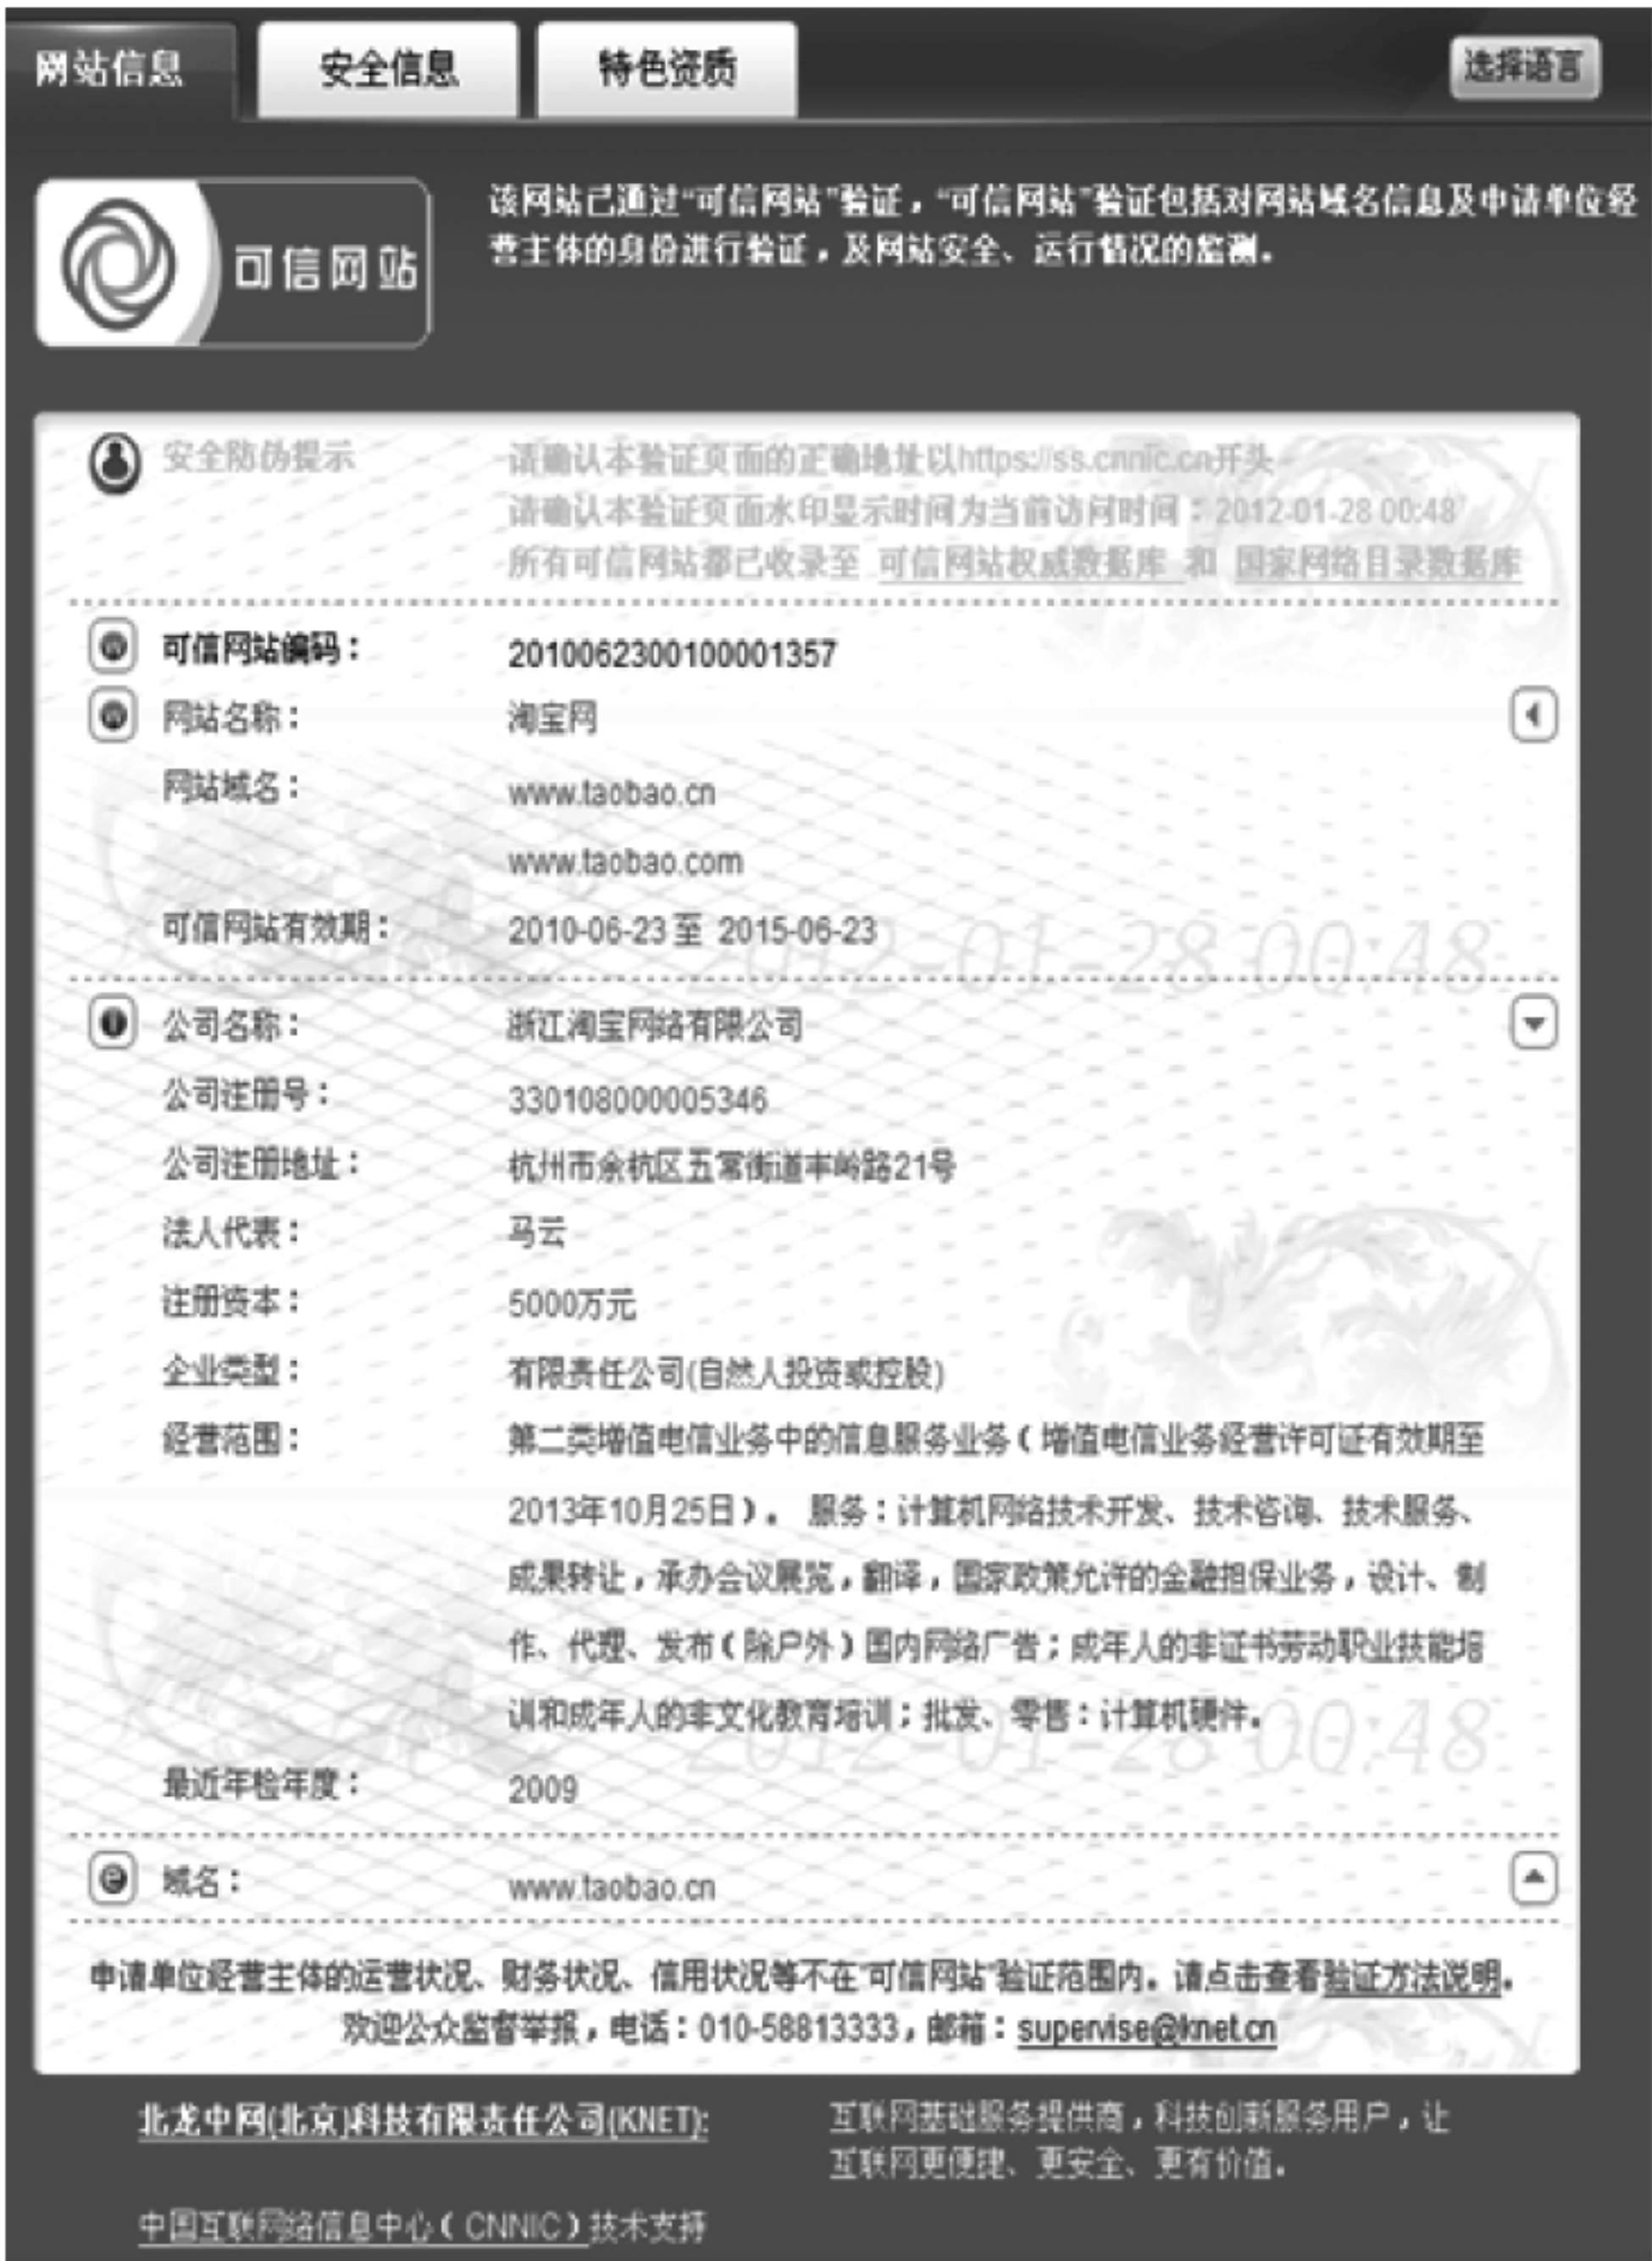 网站信息 安全信息 特色资质 选择语言
可信网站
该网站已通过“可信网站”验证，“可信网站”验证包括对网站域名信息及申请单位经
营主体的身份进行验证，及网站安全、运行情况的监测。
安全防伪提示 请确认本验证页面的正确地址以https://ss.cnnic.cn开头
请确认本验证页面水印显示时间为当前访问时间：2012-01-28 00:48
所有可信网站都已收录至 可信网站权威数据库 和 国家网络目录数据库
可信网站编码： 2010062300100001357
网站名称： 淘宝网
网站域名： www.taobao.cn
www.taobao.com
可信网站有效期： 2010-06-23 至 2015-06-23
2012-01-28 00:48
公司名称： 浙江淘宝网络有限公司
公司注册号： 330108000005346
公司注册地址： 杭州市余杭区五常街道丰岭路21号
法人代表： 马云
注册资本： 5000万元
企业类型： 有限责任公司(自然人投资或控股)
经营范围： 第二类增值电信业务中的信息服务业务（增值电信业务经营许可证有效期至
2013年10月25日）。 服务：计算机网络技术开发、技术咨询、技术服务、
成果转让，承办会议展览，翻译，国家政策允许的金融担保业务，设计、制
作、代理、发布（除户外）国内网络广告；成年人的非证书劳动职业技能培
训和成年人的非文化教育培训；批发、零售：计算机硬件。
2012-01-28 00:48
最近年检年度： 2009
域名： www.taobao.cn
申请单位经营主体的运营状况、财务状况、信用状况等不在“可信网站”验证范围内。请点击查看验证方法说明。
欢迎公众监督举报，电话：010-58813333，邮箱：supervise@knet.cn
北龙中网(北京)科技有限责任公司(KNET): 互联网基础服务提供商，科技创新服务用户，让
互联网更便捷、更安全、更有价值。
中国互联网络信息中心（CNNIC）技术支持